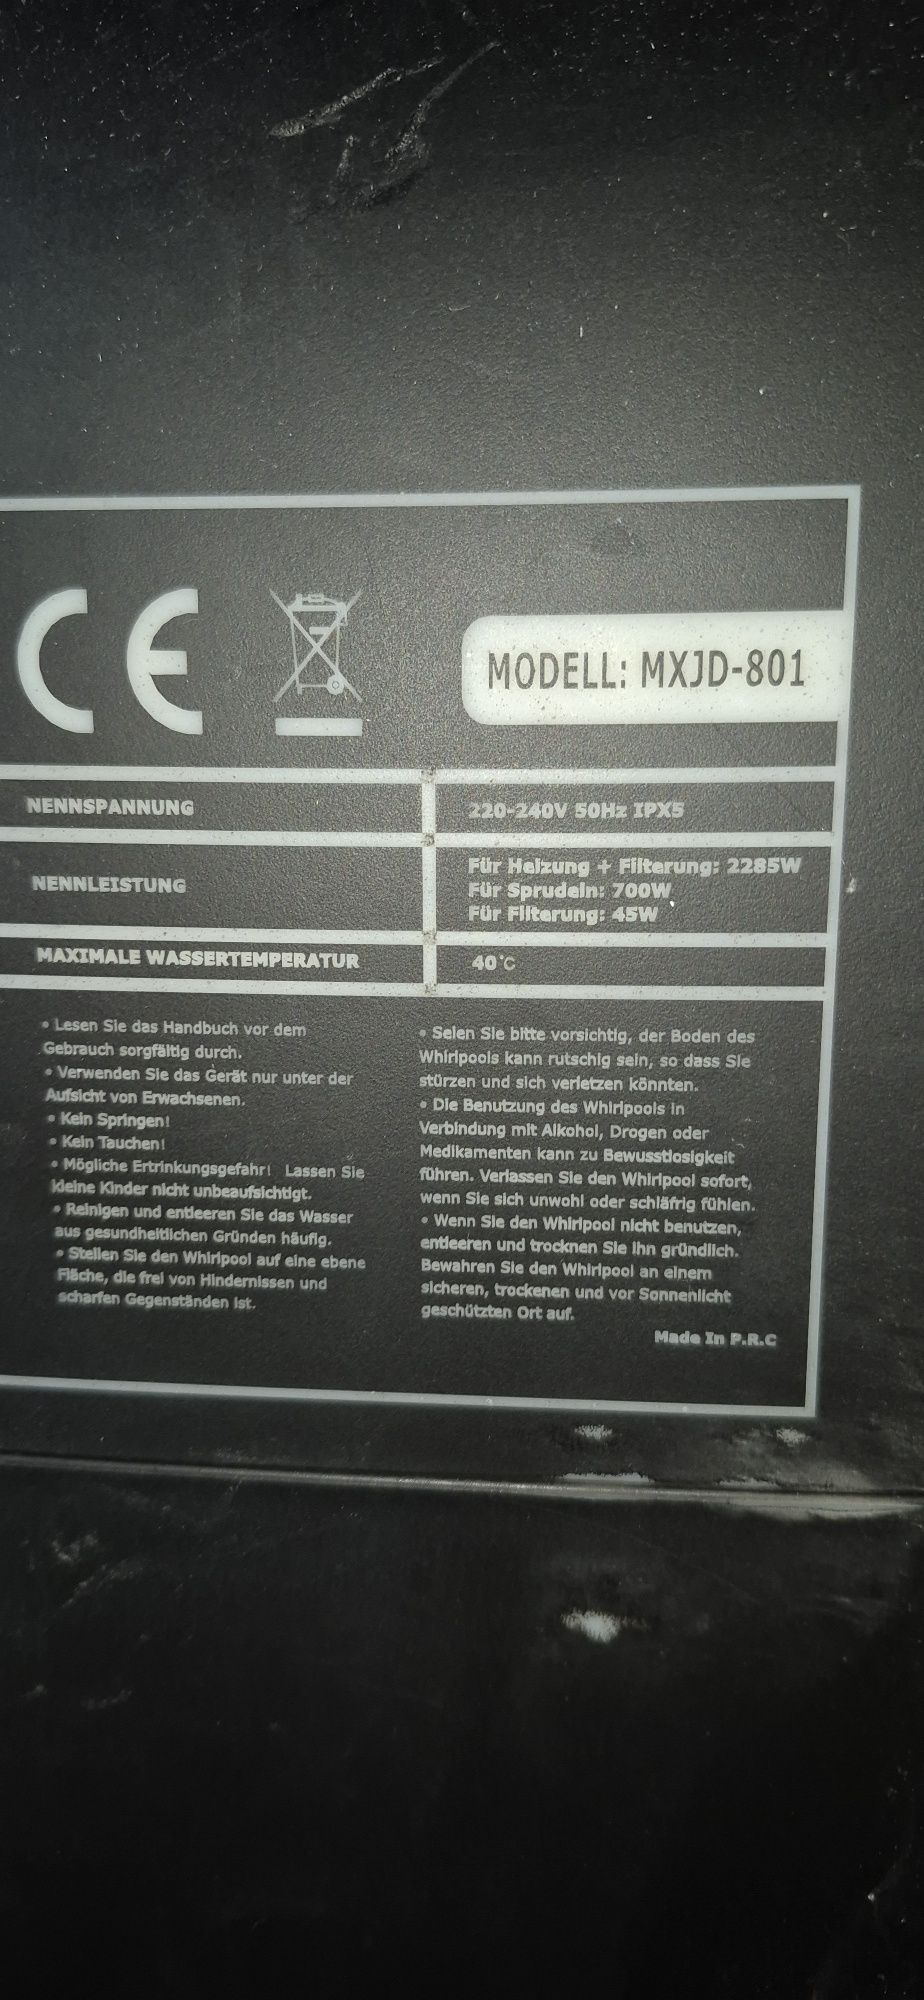 CE
MODELL: MXJD-801
NENNSPANNUNG
220-240V 50Hz IPX5
NENNLEISTUNG
Für Heizung + Filterung: 2285W
Für Sprudeln: 700W
Für Filterung: 45W
MAXIMALE WASSERTEMPERATUR
40°C
• Lesen Sie das Handbuch vor dem
Gebrauch sorgfältig durch.
• Verwenden Sie das Gerät nur unter der
Aufsicht von Erwachsenen.
• Kein Springen!
• Kein Tauchen!
• Mögliche Ertrinkungsgefahr! Lassen Sie
kleine Kinder nicht unbeaufsichtigt.
• Reinigen und entleeren Sie das Wasser
aus gesundheitlichen Gründen häufig.
• Stellen Sie den Whirlpool auf eine ebene
Fläche, die frei von Hindernissen und
scharfen Gegenständen ist.
• Seien Sie bitte vorsichtig, der Boden des
Whirlpools kann rutschig sein, so dass Sie
stürzen und sich verletzen könnten.
• Die Benutzung des Whirlpools in
Verbindung mit Alkohol, Drogen oder
Medikamenten kann zu Bewusstlosigkeit
führen. Verlassen Sie den Whirlpool sofort,
wenn Sie sich unwohl oder schläfrig fühlen.
• Wenn Sie den Whirlpool nicht benutzen,
entleeren und trocknen Sie ihn gründlich.
Bewahren Sie den Whirlpool an einem
sicheren, trockenen und vor Sonnenlicht
geschützten Ort auf.
Made In P.R.C